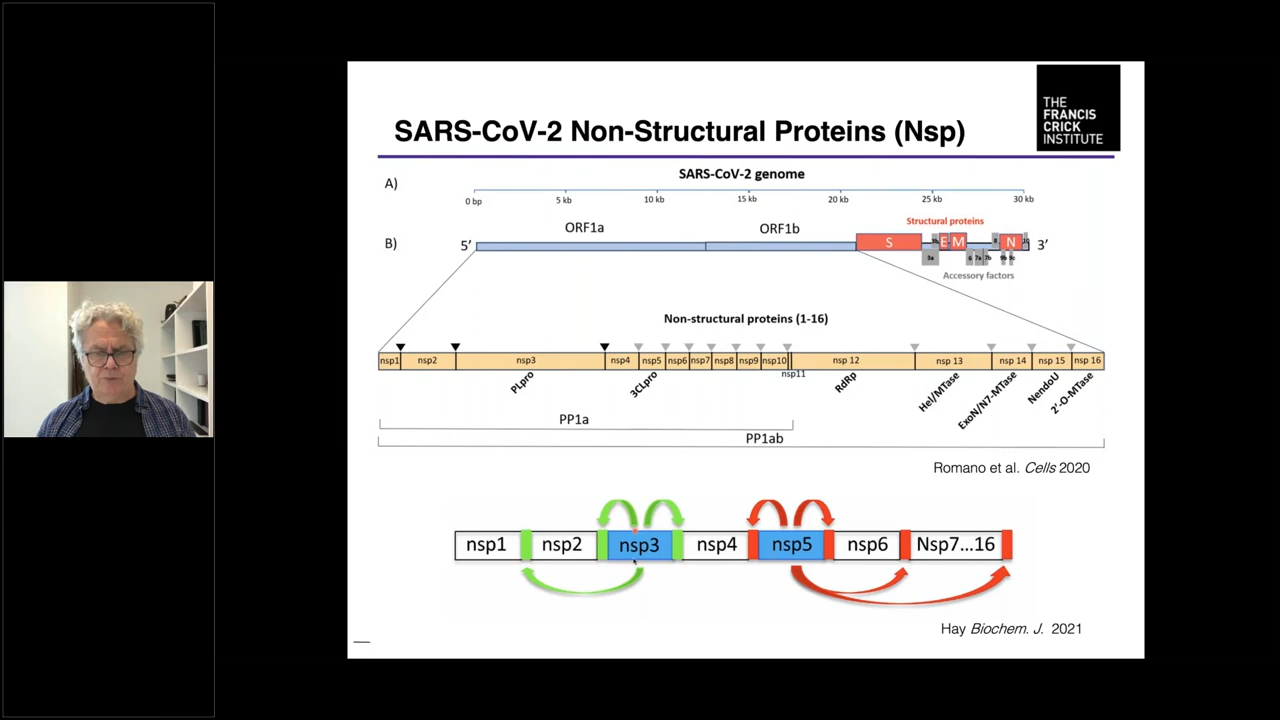 SARS-CoV-2 Non-Structural Proteins (Nsp)
THE
FRANCIS
CRICK
INSTITUTE
A)
SARS-CoV-2 genome
0 bp 5 kb 10 kb 15 kb 20 kb 25 kb 30 kb
Structural proteins
ORF1a ORF1b
B) 5’ S E M N 3’
3a 6 7a 7b 9b 9c
Accessory factors
Non-structural proteins (1-16)
nsp1 nsp2 nsp3 nsp4 nsp5 nsp6 nsp7 nsp8 nsp9 nsp10 nsp 12 nsp 13 nsp 14 nsp 15 nsp 16
nsp11
PLpro 3CLpro RdRp Hel/MTase ExoN/N7-MTase NendoU 2’-O-MTase
PP1a
PP1ab
Romano et al. Cells 2020
nsp1 nsp2 nsp3 nsp4 nsp5 nsp6 Nsp7...16
Hay Biochem. J. 2021